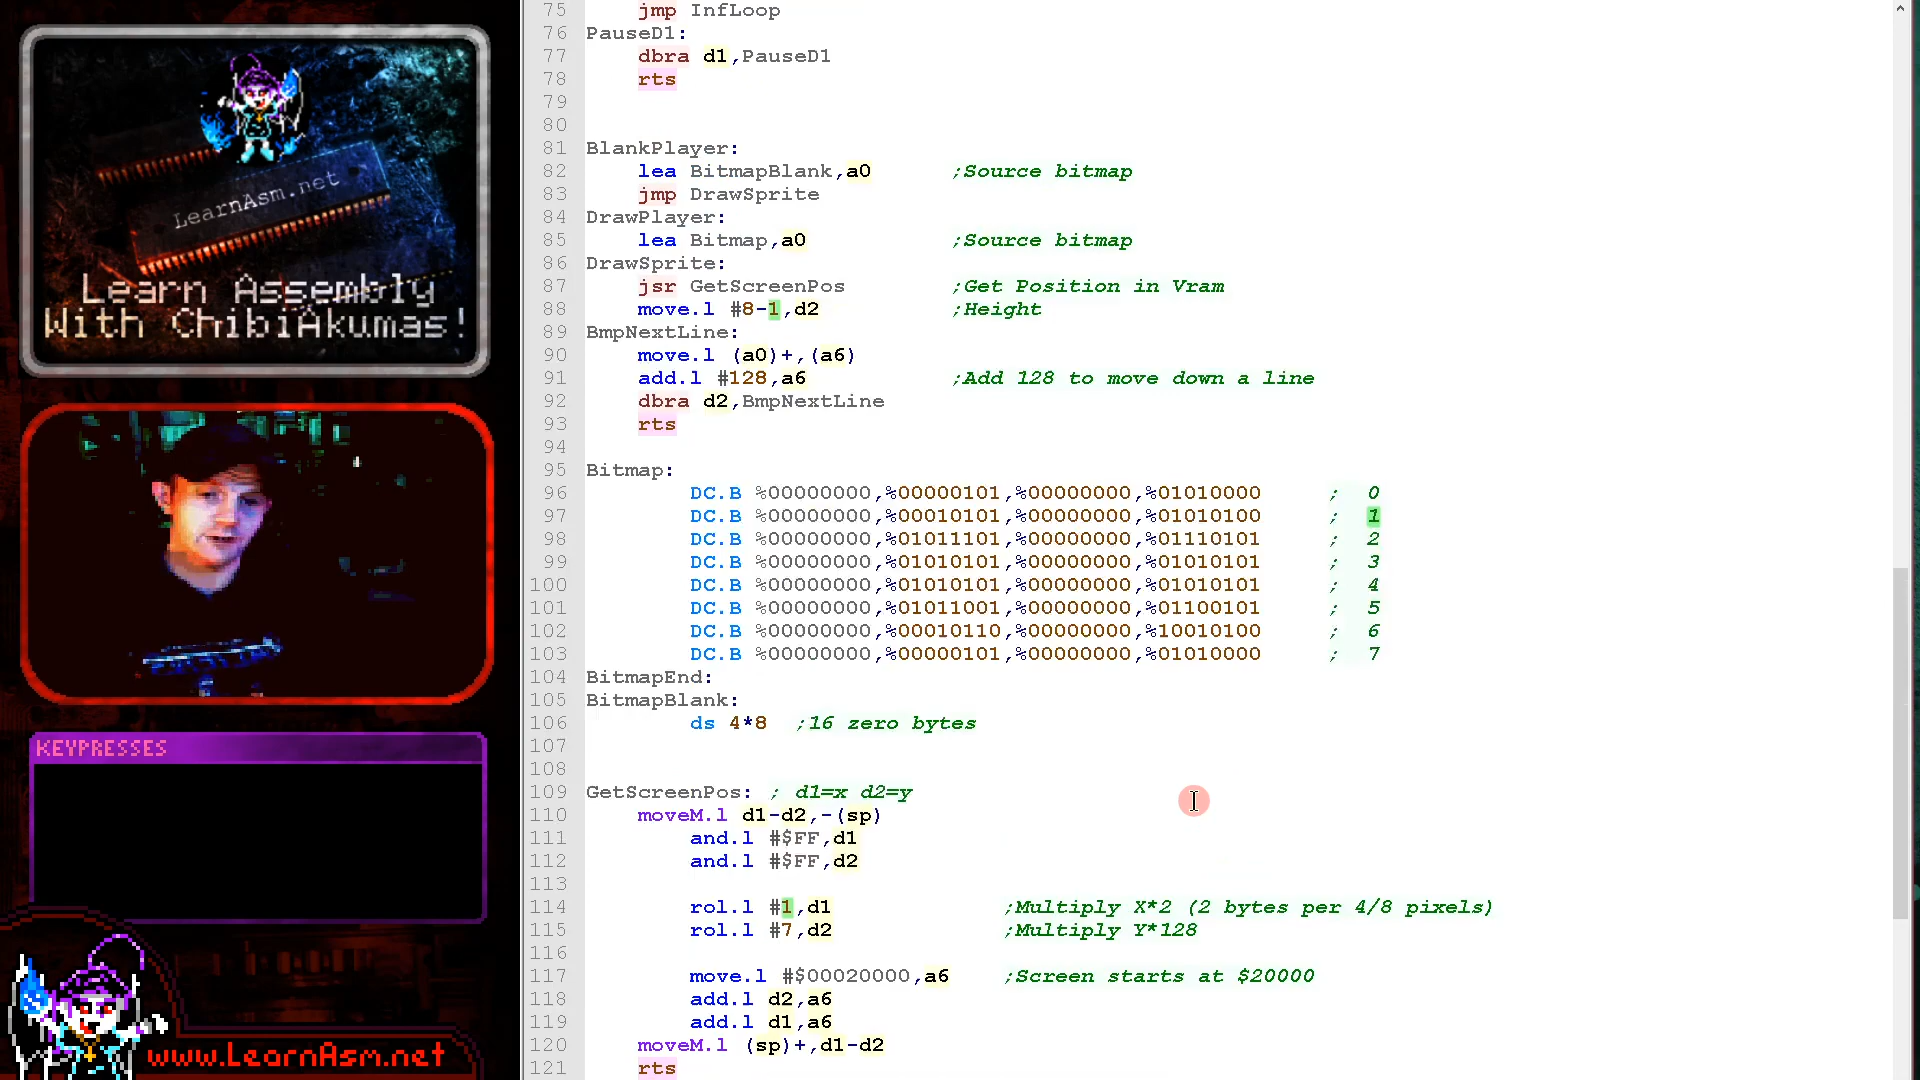 LearnAsm.net
Learn Assembly
With ChibiAkumas!
KEYPRESSES
www.LearnAsm.net
75 jmp InfLoop
76 PauseD1:
77 dbra d1,PauseD1
78 rts
79
80
81 BlankPlayer:
82 lea BitmapBlank,a0 ;Source bitmap
83 jmp DrawSprite
84 DrawPlayer:
85 lea Bitmap,a0 ;Source bitmap
86 DrawSprite:
87 jsr GetScreenPos ;Get Position in Vram
88 move.l #8-1,d2 ;Height
89 BmpNextLine:
90 move.l (a0)+,(a6)
91 add.l #128,a6 ;Add 128 to move down a line
92 dbra d2,BmpNextLine
93 rts
94
95 Bitmap:
96 DC.B %00000000,%00000101,%00000000,%01010000 ; 0
97 DC.B %00000000,%00010101,%00000000,%01010100 ; 1
98 DC.B %00000000,%01011101,%00000000,%01110101 ; 2
99 DC.B %00000000,%01010101,%00000000,%01010101 ; 3
100 DC.B %00000000,%01010101,%00000000,%01010101 ; 4
101 DC.B %00000000,%01011001,%00000000,%01100101 ; 5
102 DC.B %00000000,%00010110,%00000000,%10010100 ; 6
103 DC.B %00000000,%00000101,%00000000,%01010000 ; 7
104 BitmapEnd:
105 BitmapBlank:
106 ds 4*8 ;16 zero bytes
107
108
109 GetScreenPos: ; d1=x d2=y
110 moveM.l d1-d2,-(sp)
111 and.l #$FF,d1
112 and.l #$FF,d2
113
114 rol.l #1,d1 ;Multiply X*2 (2 bytes per 4/8 pixels)
115 rol.l #7,d2 ;Multiply Y*128
116
117 move.l #$00020000,a6 ;Screen starts at $20000
118 add.l d2,a6
119 add.l d1,a6
120 moveM.l (sp)+,d1-d2
121 rts